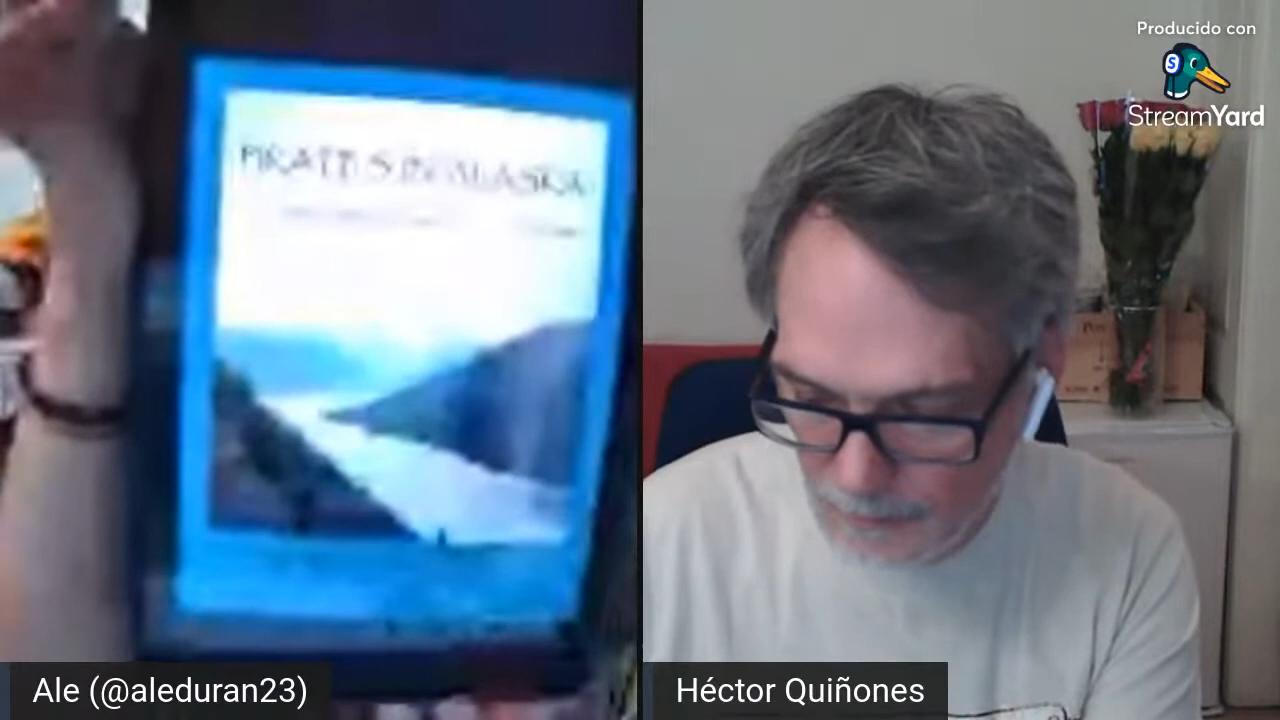 Producido con
S
StreamYard
PIRATES IN ALASKA
Ale (@aleduran23)
Héctor Quiñones